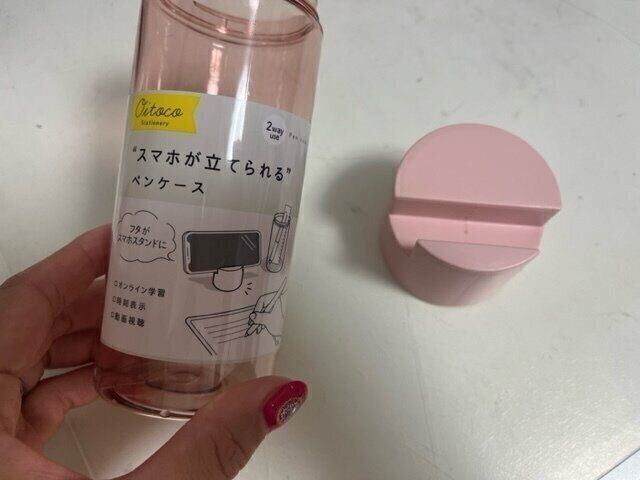 Oitoco
Stationery
2way
use
Pen
"スマホが立てられる"
ペンケース
フタが
スマホスタンドに
□オンライン学習
□時刻表示
□動画視聴